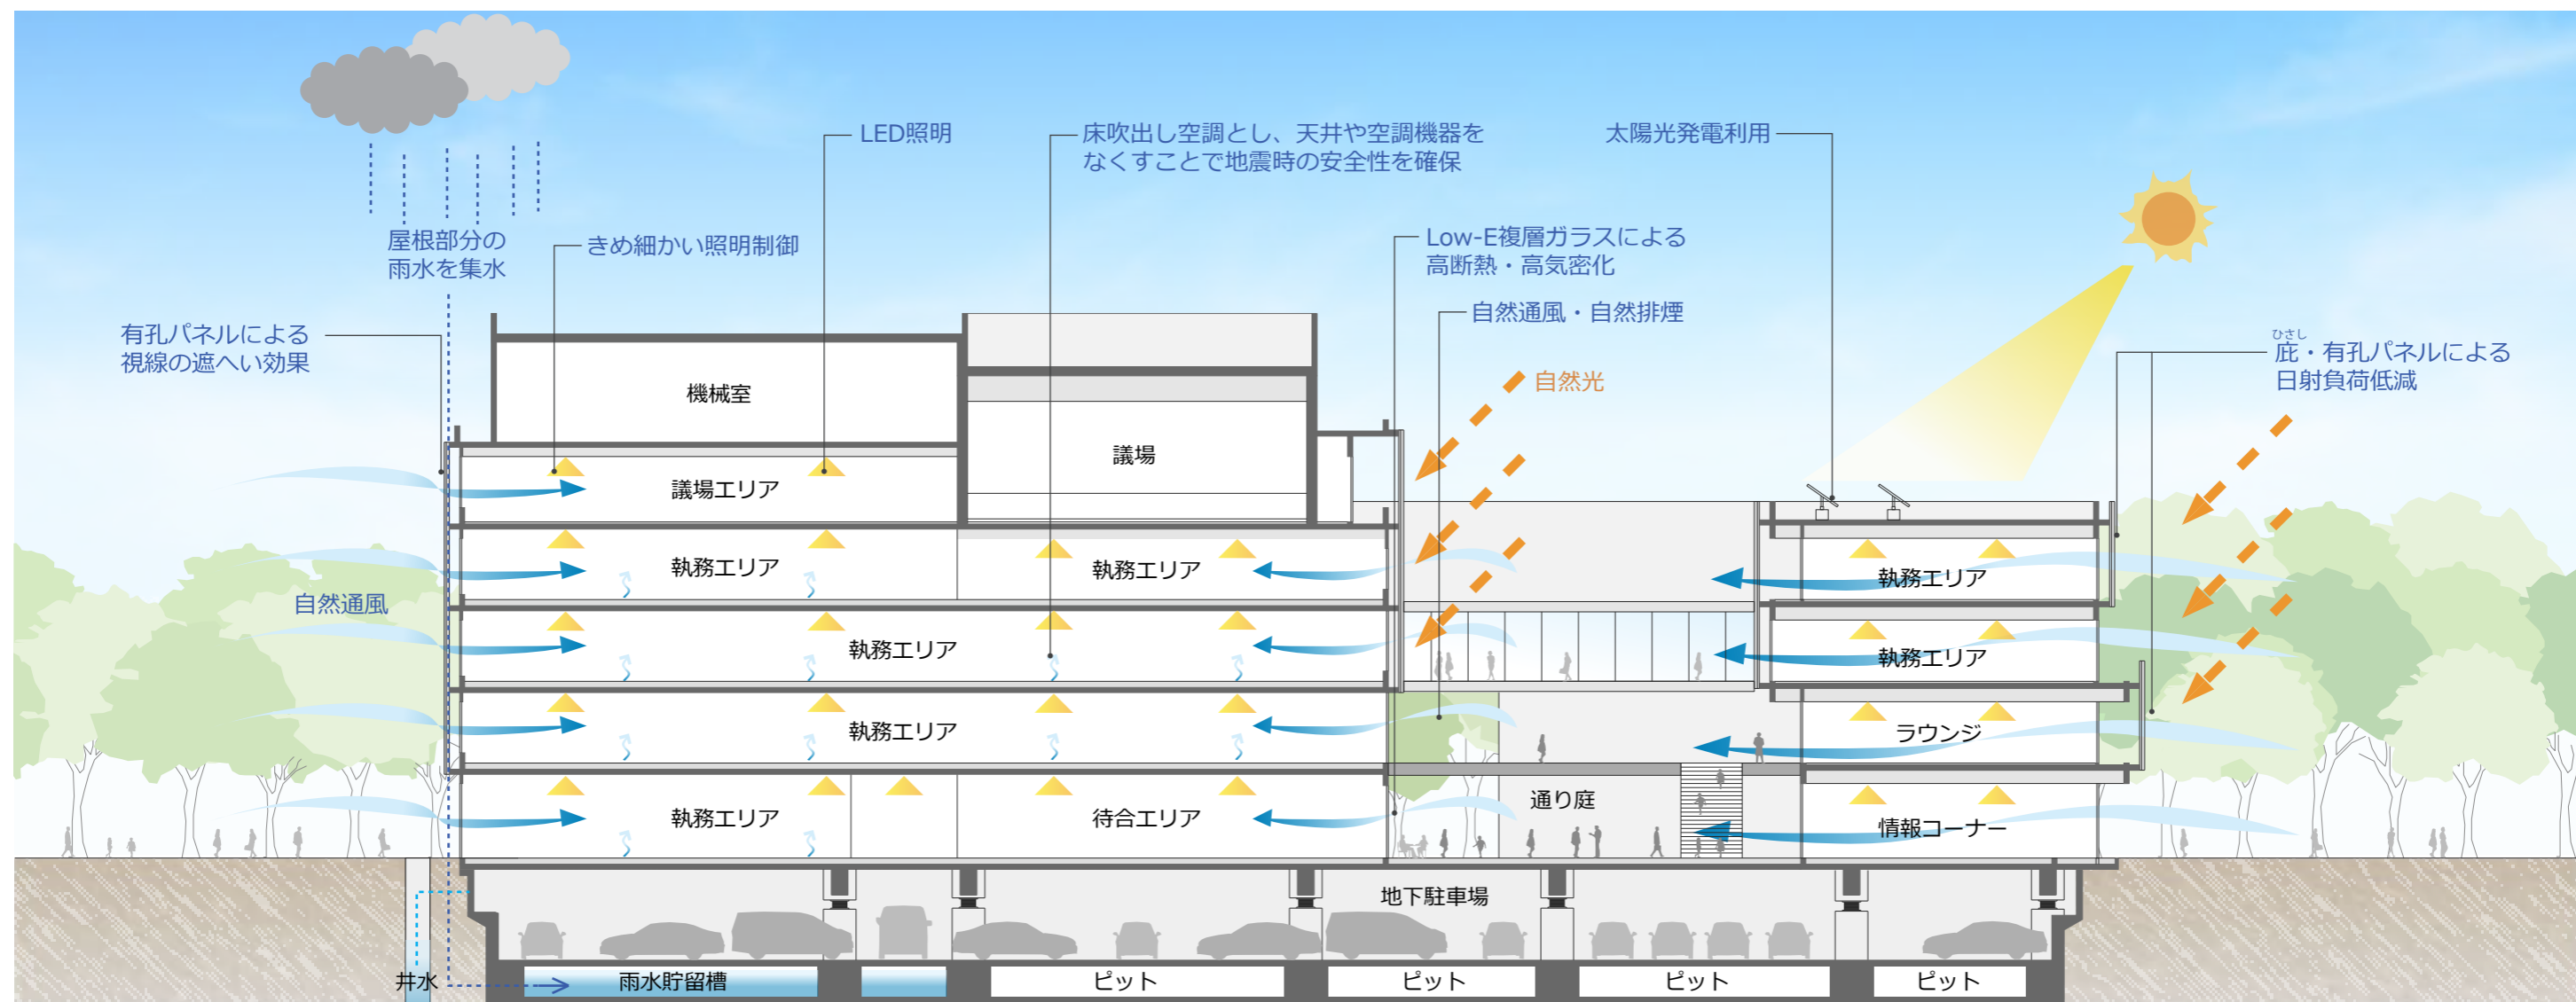 LED照明
床吹出し空調とし、天井や空調機器を
なくすことで地震時の安全性を確保
太陽光発電利用
屋根部分の
雨水を集水
きめ細かい照明制御
Low-E複層ガラスによる
高断熱・高気密化
自然通風・自然排煙
有孔パネルによる
視線の遮へい効果
ひさし
庇・有孔パネルによる
日射負荷低減
自然光
機械室
議場
議場エリア
執務エリア
執務エリア
執務エリア
自然通風
執務エリア
執務エリア
執務エリア
ラウンジ
執務エリア
待合エリア
通り庭
情報コーナー
地下駐車場
井水
雨水貯留槽
ピット
ピット
ピット
ピット